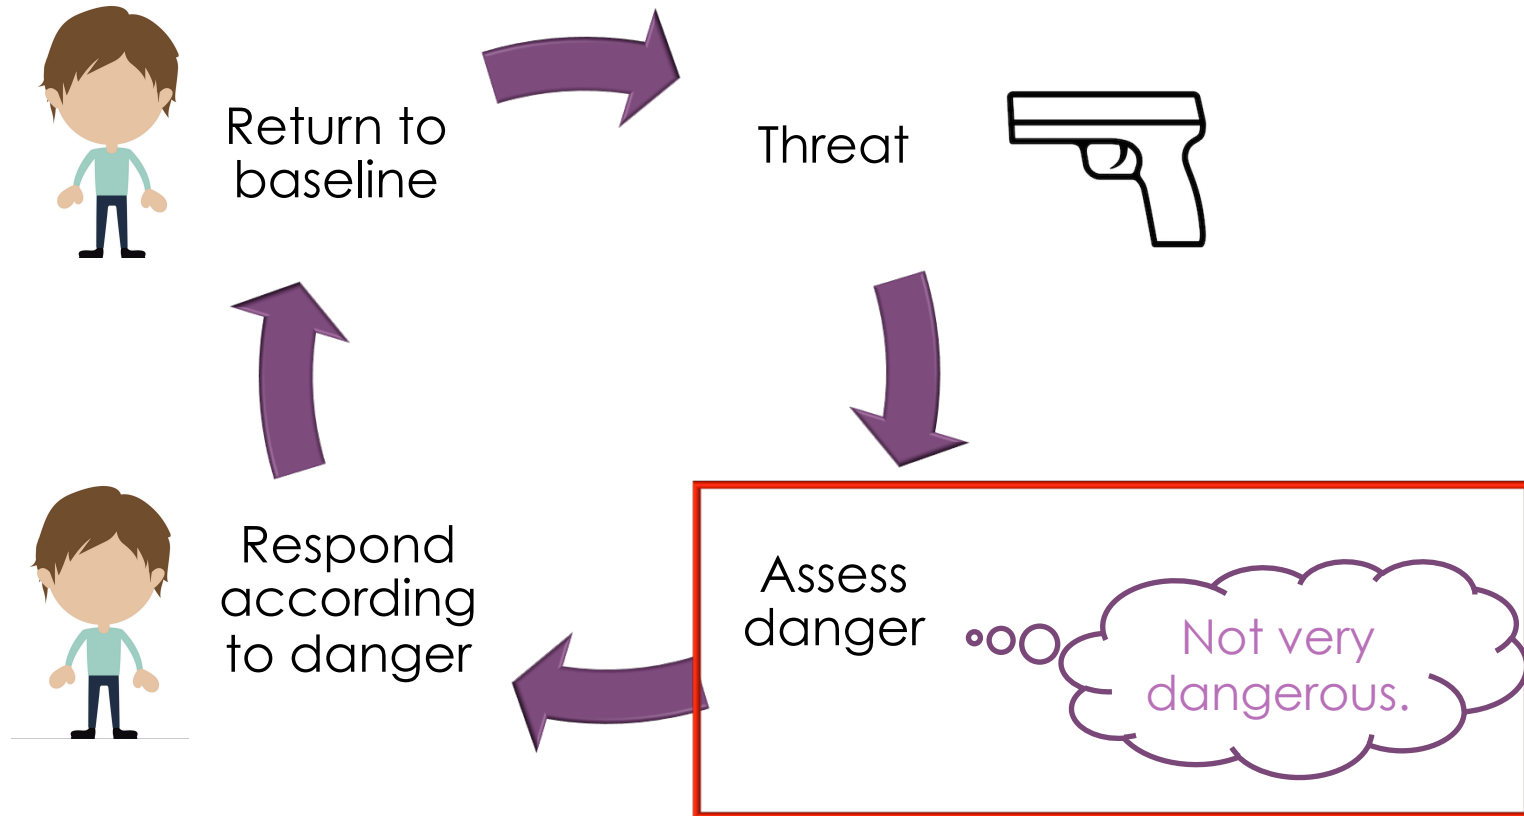 Return to
baseline
Threat
Assess
danger
Not very
dangerous.
Respond
according
to danger